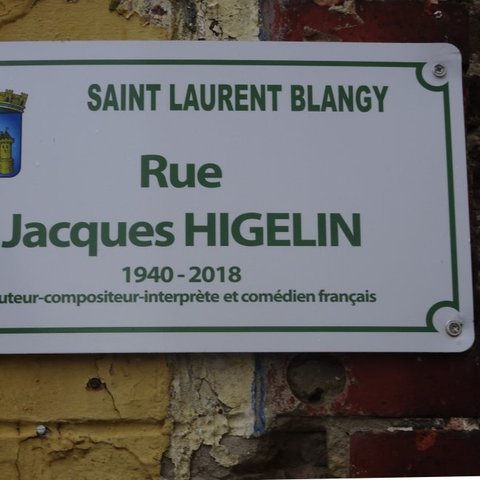 SAINT LAURENT BLANGY
Rue
Jacques HIGELIN
1940 - 2018
uteur-compositeur-interprète et comédien français